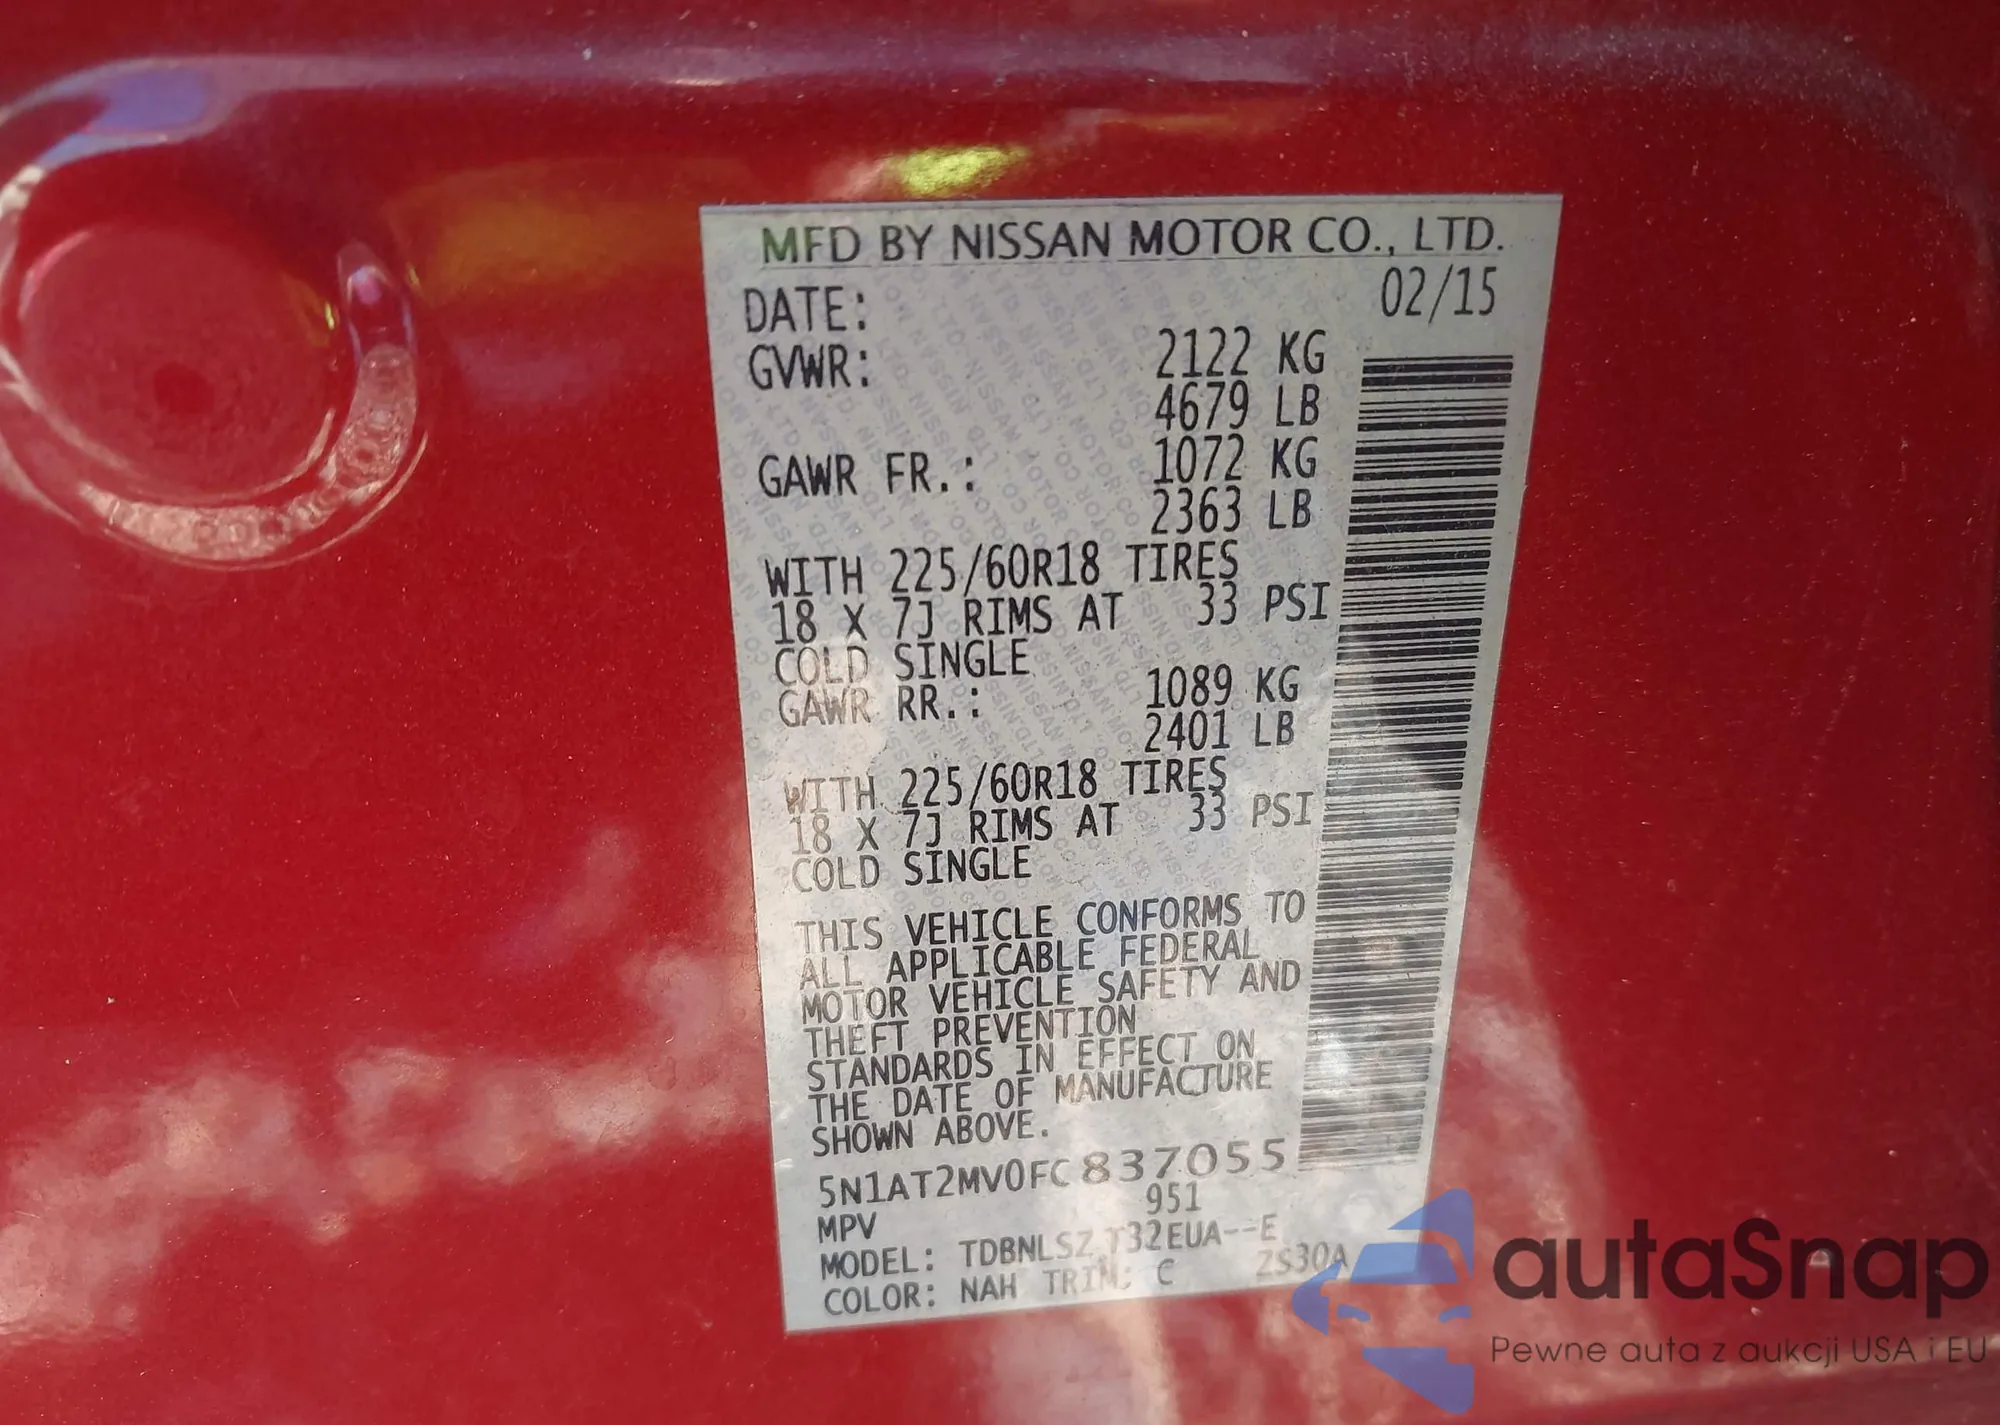 MFD BY NISSAN MOTOR CO., LTD.
DATE: 02/15
GVWR: 2122 KG
4679 LB
GAWR FR.: 1072 KG
2363 LB
WITH 225/60R18 TIRES
18 X 7J RIMS AT 33 PSI
COLD SINGLE
GAWR RR.: 1089 KG
2401 LB
WITH 225/60R18 TIRES
18 X 7J RIMS AT 33 PSI
COLD SINGLE
THIS VEHICLE CONFORMS TO
ALL APPLICABLE FEDERAL
MOTOR VEHICLE SAFETY AND
THEFT PREVENTION
STANDARDS IN EFFECT ON
THE DATE OF MANUFACTURE
SHOWN ABOVE.
5N1AT2MV0FC837055
MPV 951
MODEL: TDBNLSZ T32EUA--E
COLOR: NAH TRIM: C ZS30A
autaSnap
Pewne auta z aukcji USA i EU